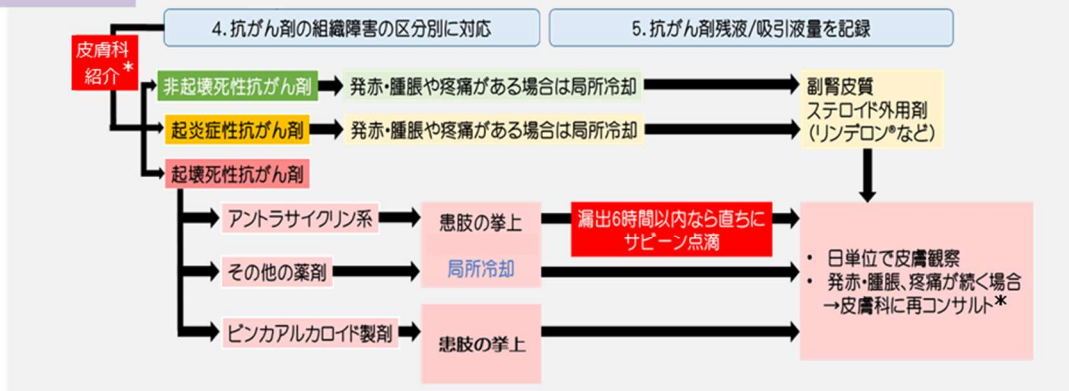 4.抗がん剤の組織障害の区分別に対応
5.抗がん剤残液/吸引液量を記録
皮膚科
紹介*
非起壊死性抗がん剤
発赤・腫脹や疼痛がある場合は局所冷却
副腎皮質
ステロイド外用剤
(リンデロン®など)
起炎症性抗がん剤
発赤・腫脹や疼痛がある場合は局所冷却
起壊死性抗がん剤
アントラサイクリン系
患肢の挙上
漏出6時間以内なら直ちに
サビーン点滴
その他の薬剤
局所冷却
・ 日単位で皮膚観察
・ 発赤・腫脹、疼痛が続く場合
→皮膚科に再コンサルト*
ビンカアルカロイド製剤
患肢の挙上